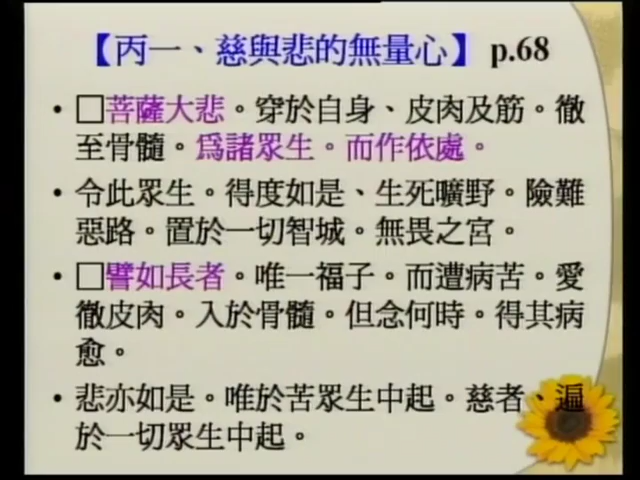 【丙一、慈與悲的無量心】 p.68
• □菩薩大悲。穿於自身、皮肉及筋。徹
至骨髓。為諸眾生。而作依處。
• 令此眾生。得度如是、生死曠野。險難
惡路。置於一切智城。無畏之宮。
• □譬如長者。唯一福子。而遭病苦。愛
徹皮肉。入於骨髓。但念何時。得其病
愈。
• 悲亦如是。唯於苦眾生中起。慈者、遍
於一切眾生中起。